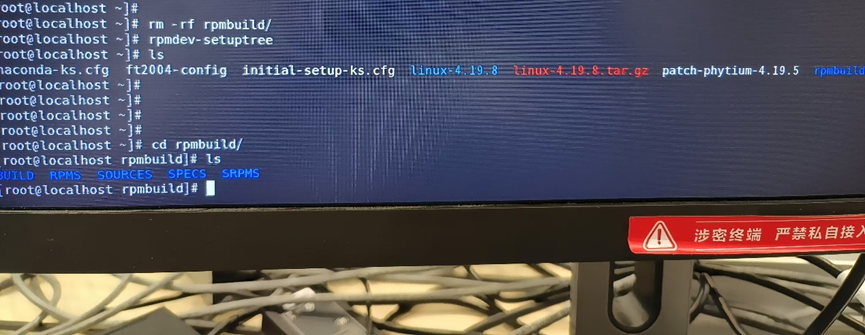 root@localhost ~]#
root@localhost ~]# rm -rf rpmbuild/
root@localhost ~]# rpmdev-setuptree
root@localhost ~]# ls
naconda-ks.cfg ft2004-config initial-setup-ks.cfg linux-4.19.8 linux-4.19.8.tar.gz patch-phytium-4.19.5 rpmbuild
root@localhost ~]#
root@localhost ~]#
root@localhost ~]#
root@localhost ~]#
root@localhost ~]# cd rpmbuild/
[root@localhost rpmbuild]# ls
BUILD RPMS SOURCES SPECS SRPMS
[root@localhost rpmbuild]#
涉密终端 严禁私自接入